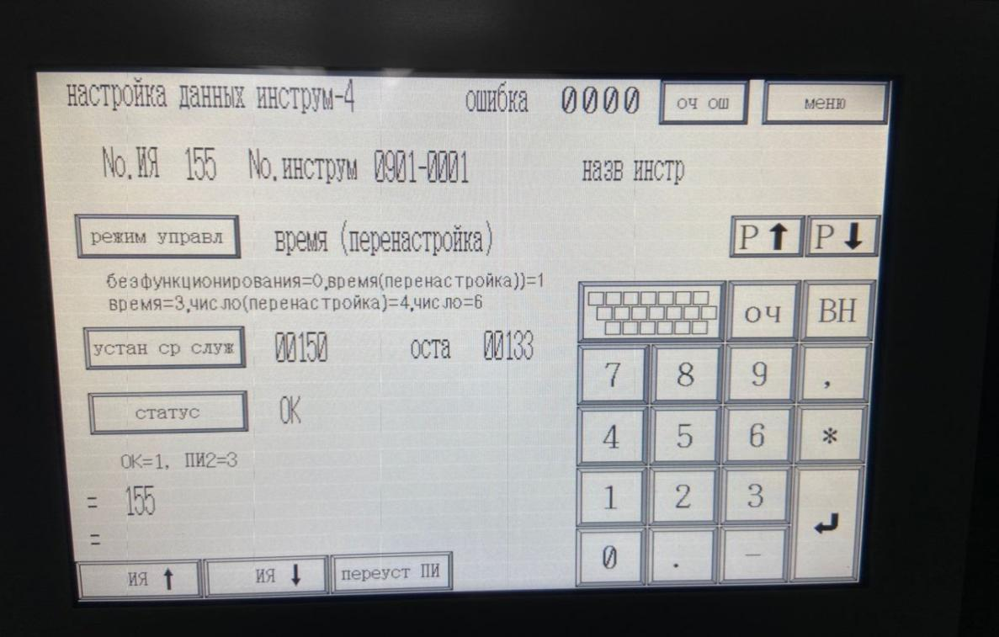 настройка данных инструм-4 ошибка 0000 оч ош меню
No.ИЯ 155 No.инструм 0901-0001 назв инстр
режим управл время (перенастройка) P↑ P↓
безфункционирования=0,время(перенастройка))=1
время=3,число(перенастройка)=4,число=6
оч ВН
устан ср служ 00150 оста 00133
7 8 9 ,
статус OK
4 5 6 *
OK=1, ПИ2=3
= 155
1 2 3 ↵
=
0 . —
ИЯ ↑ ИЯ ↓ переуст ПИ